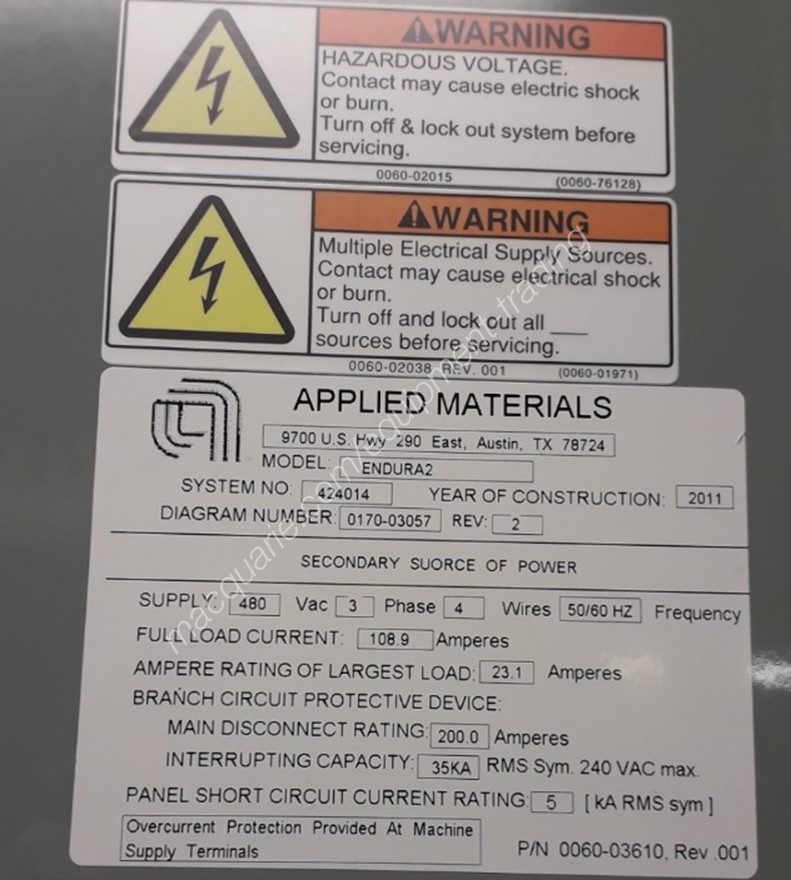 WARNING
HAZARDOUS VOLTAGE.
Contact may cause electric shock
or burn.
Turn off & lock out system before
servicing.
0060-02015 (0060-76128)
WARNING
Multiple Electrical Supply Sources.
Contact may cause electrical shock
or burn.
Turn off and lock out all ___
sources before servicing.
0060-02038 REV. 001 (0060-01971)
APPLIED MATERIALS
9700 U.S. Hwy 290 East, Austin, TX 78724
MODEL: ENDURA2
SYSTEM NO: 424014 YEAR OF CONSTRUCTION: 2011
DIAGRAM NUMBER: 0170-03057 REV: 2
SECONDARY SUORCE OF POWER
SUPPLY: 480 Vac 3 Phase 4 Wires 50/60 HZ Frequency
FULL LOAD CURRENT: 108.9 Amperes
AMPERE RATING OF LARGEST LOAD: 23.1 Amperes
BRANCH CIRCUIT PROTECTIVE DEVICE:
MAIN DISCONNECT RATING: 200.0 Amperes
INTERRUPTING CAPACITY: 35KA RMS Sym. 240 VAC max.
PANEL SHORT CIRCUIT CURRENT RATING: 5 [ kA RMS sym ]
Overcurrent Protection Provided At Machine
Supply Terminals
P/N 0060-03610, Rev .001
macquarie.com/equipment-trading